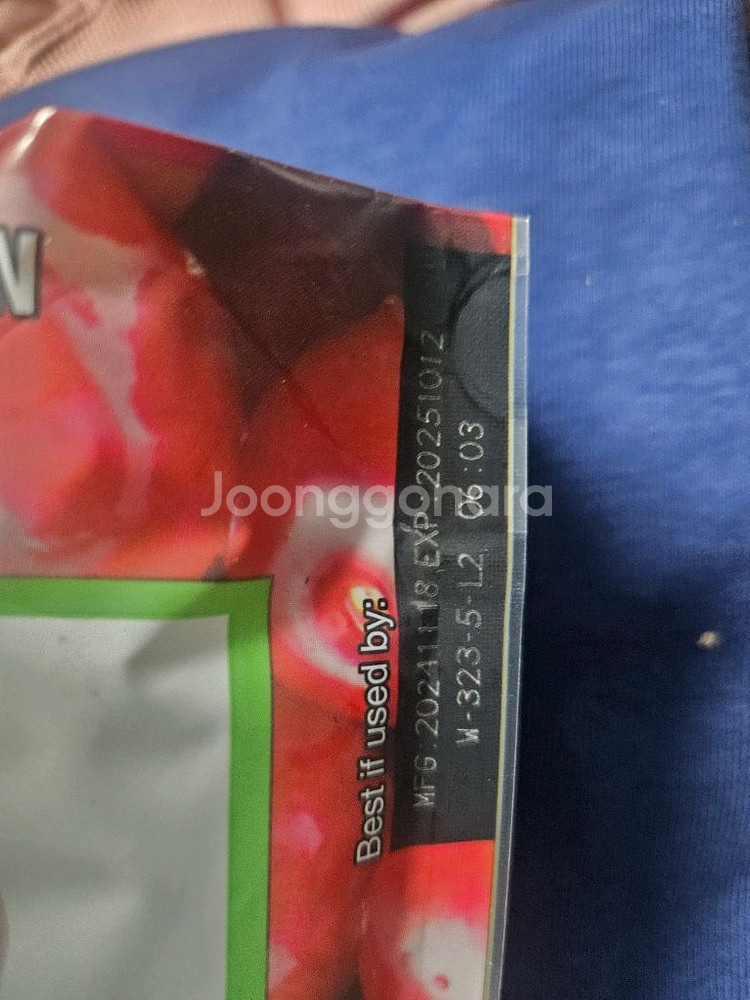 Best if used by:
MFG 20241118 EXP 20251012
W-323-5-L2 06:03
Joonggonara